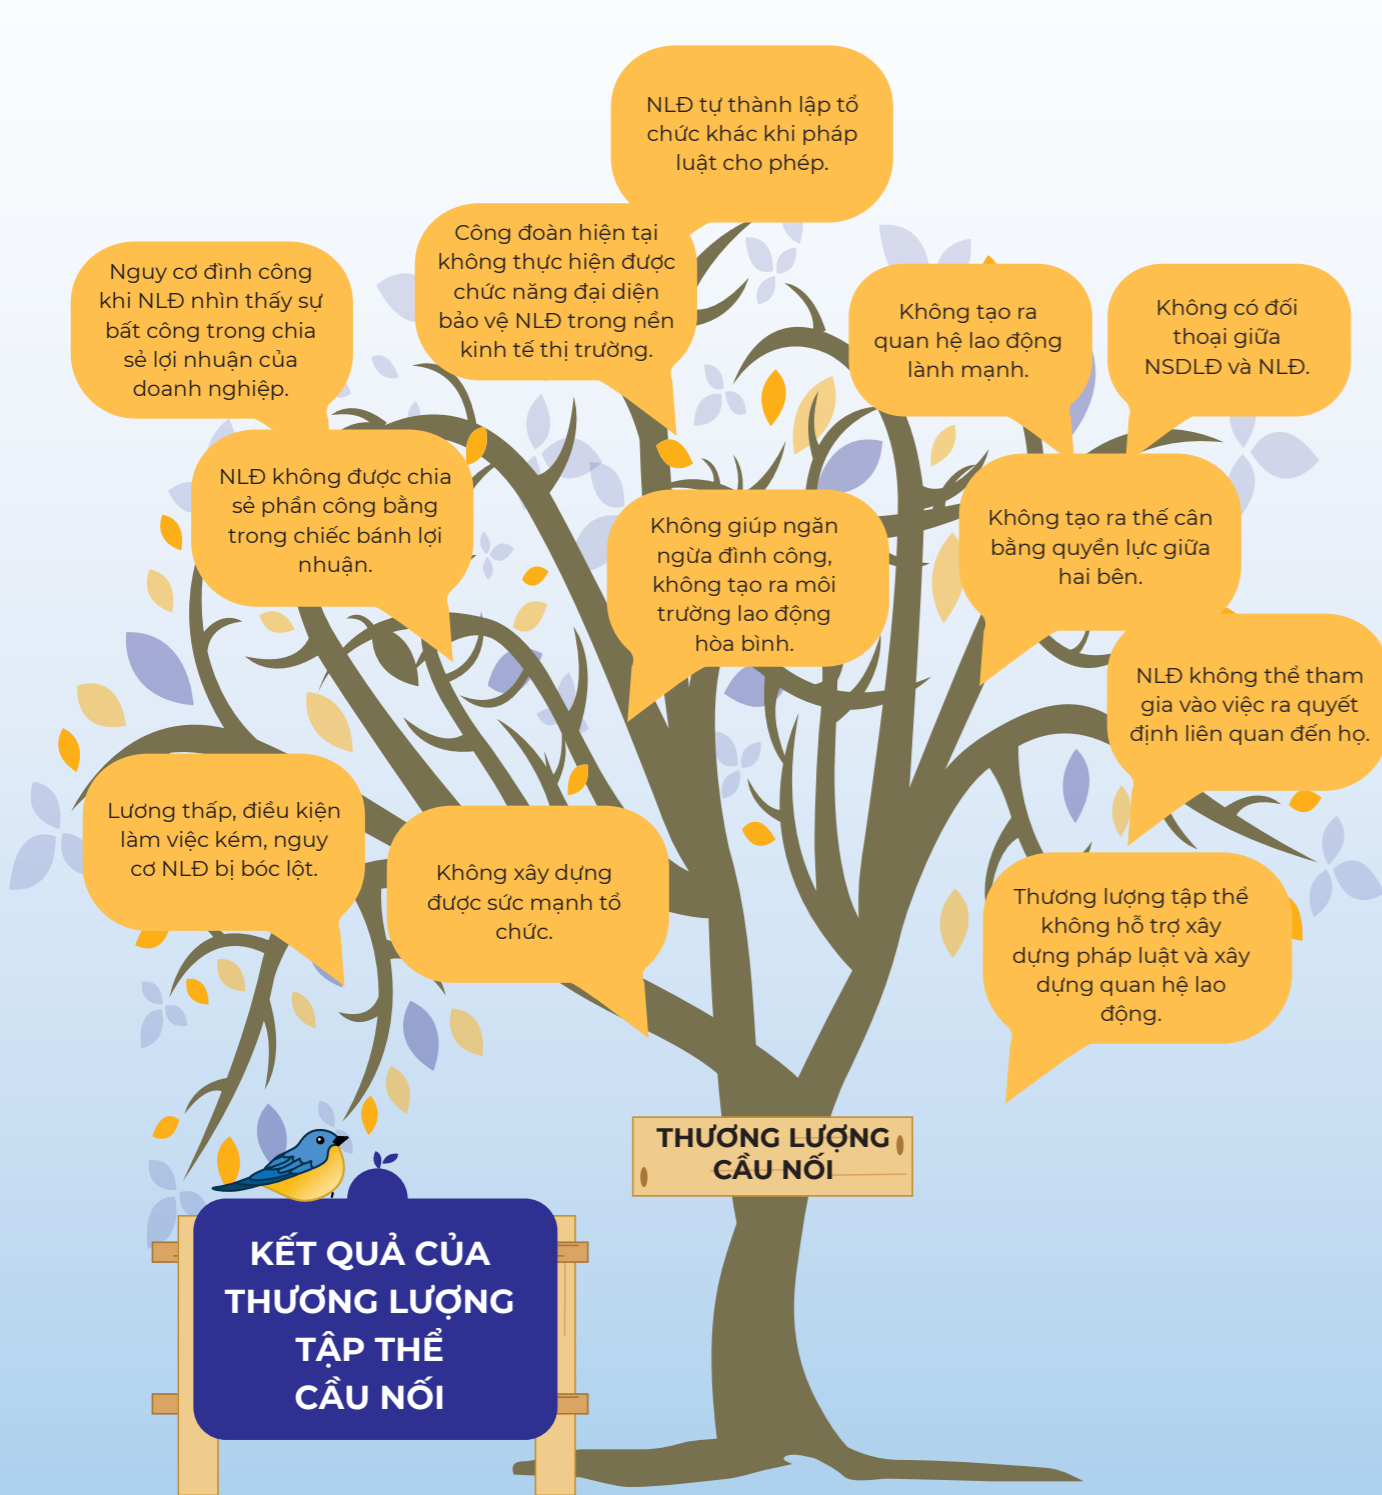 NLĐ tự thành lập tổ
chức khác khi pháp
luật cho phép.
Công đoàn hiện tại
không thực hiện được
chức năng đại diện
bảo vệ NLĐ trong nền
kinh tế thị trường.
Nguy cơ đình công
khi NLĐ nhìn thấy sự
bất công trong chia
sẻ lợi nhuận của
doanh nghiệp.
Không tạo ra
quan hệ lao động
lành mạnh.
Không có đối
thoại giữa
NSDLĐ và NLĐ.
NLĐ không được chia
sẻ phần công bằng
trong chiếc bánh lợi
nhuận.
Không giúp ngăn
ngừa đình công,
không tạo ra môi
trường lao động
hòa bình.
Không tạo ra thế cân
bằng quyền lực giữa
hai bên.
NLĐ không thể tham
gia vào việc ra quyết
định liên quan đến họ.
Lương thấp, điều kiện
làm việc kém, nguy
cơ NLĐ bị bóc lột.
Không xây dựng
được sức mạnh tổ
chức.
Thương lượng tập thể
không hỗ trợ xây
dựng pháp luật và xây
dựng quan hệ lao
động.
THƯƠNG LƯỢNG
CẦU NỐI
KẾT QUẢ CỦA
THƯƠNG LƯỢNG
TẬP THỂ
CẦU NỐI